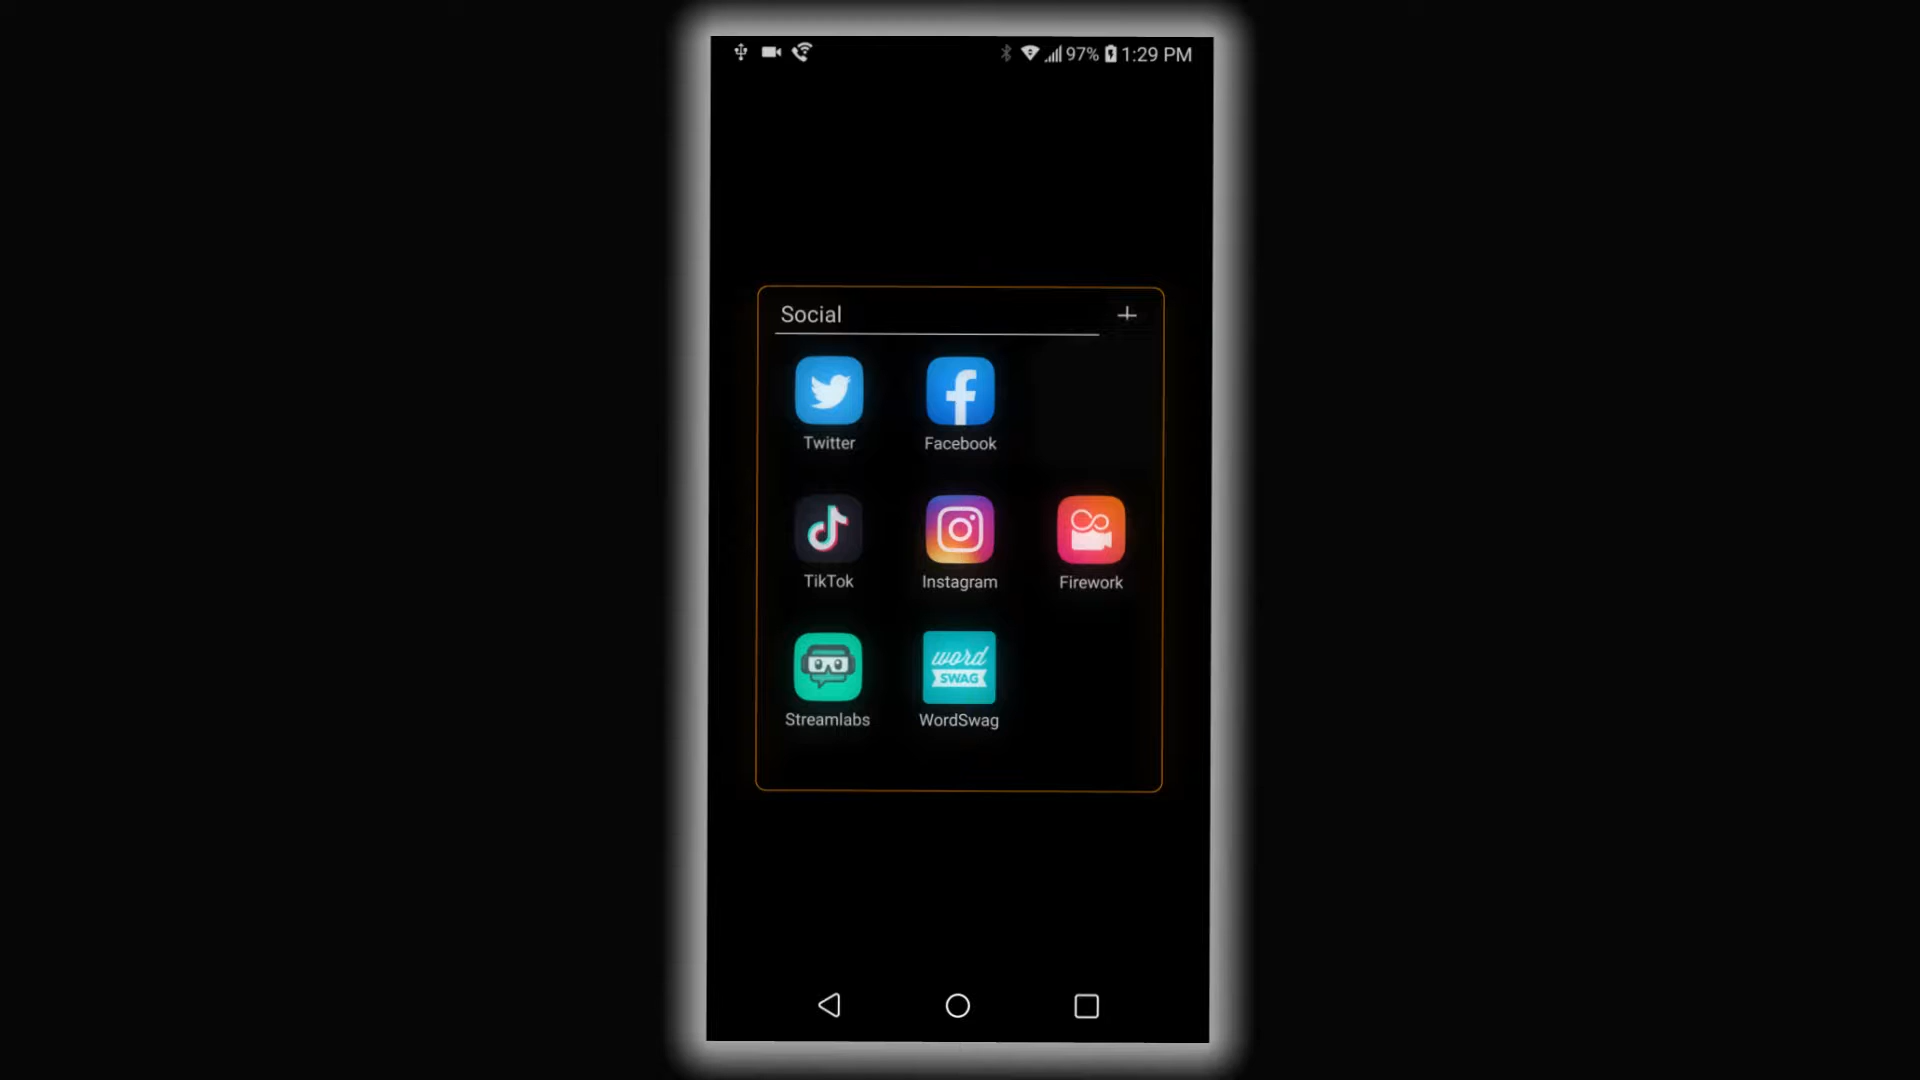 97% 1:29 PM
Social
Twitter Facebook
TikTok Instagram Firework
word
SWAG
Streamlabs WordSwag